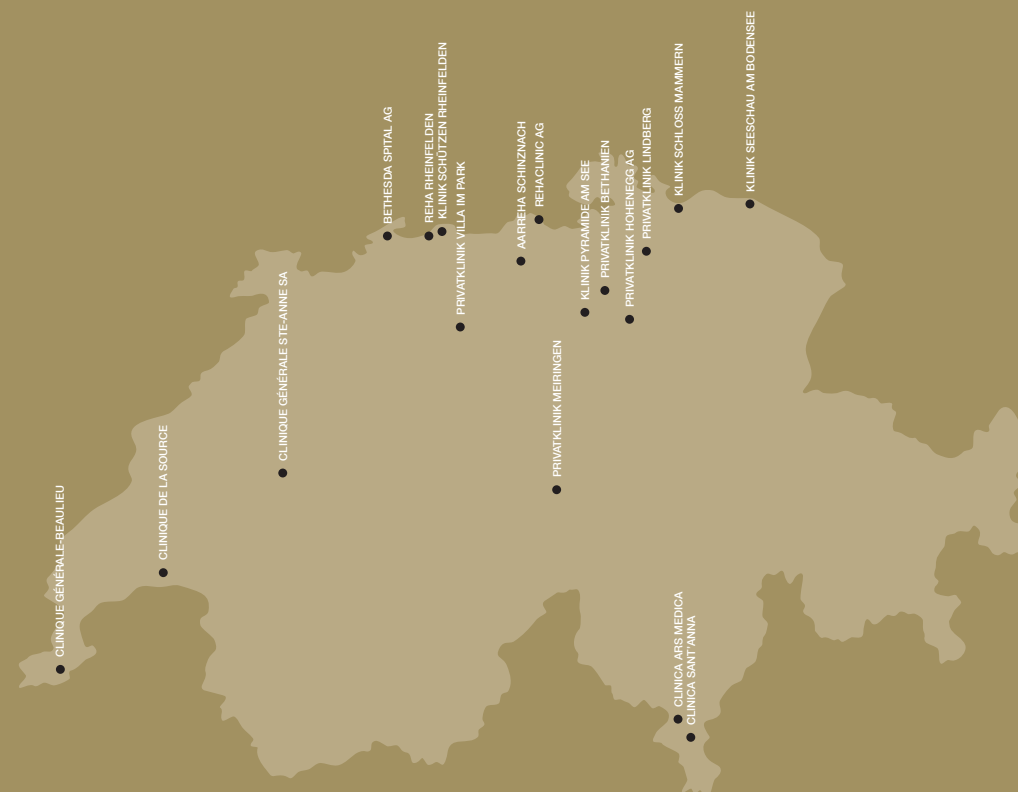 CLINIQUE GÉNÉRALE-BEAULIEU
CLINIQUE DE LA SOURCE
CLINIQUE GÉNÉRALE STE-ANNE SA
BETHESDA SPITAL AG
REHA RHEINFELDEN
KLINIK SCHÜTZEN RHEINFELDEN
PRIVATKLINIK VILLA IM PARK
AARREHA SCHINZNACH
REHACLINIC AG
PRIVATKLINIK MEIRINGEN
KLINIK PYRAMIDE AM SEE
PRIVATKLINIK BETHANIEN
PRIVATKLINIK HOHENEGG AG
PRIVATKLINIK LINDBERG
KLINIK SCHLOSS MAMMERN
CLINICA ARS MEDICA
CLINICA SANT'ANNA
KLINIK SEESCHAU AM BODENSEE